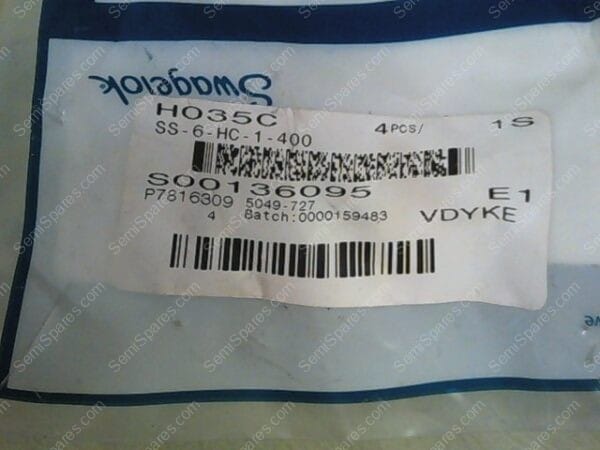 Swagelok
H035C
SS-6-HC-1-400 4PCS/ 1S
S00136095 E1
P7816309 5049-727
4 Batch:0000159483 VDYKE
SemiSpares.com